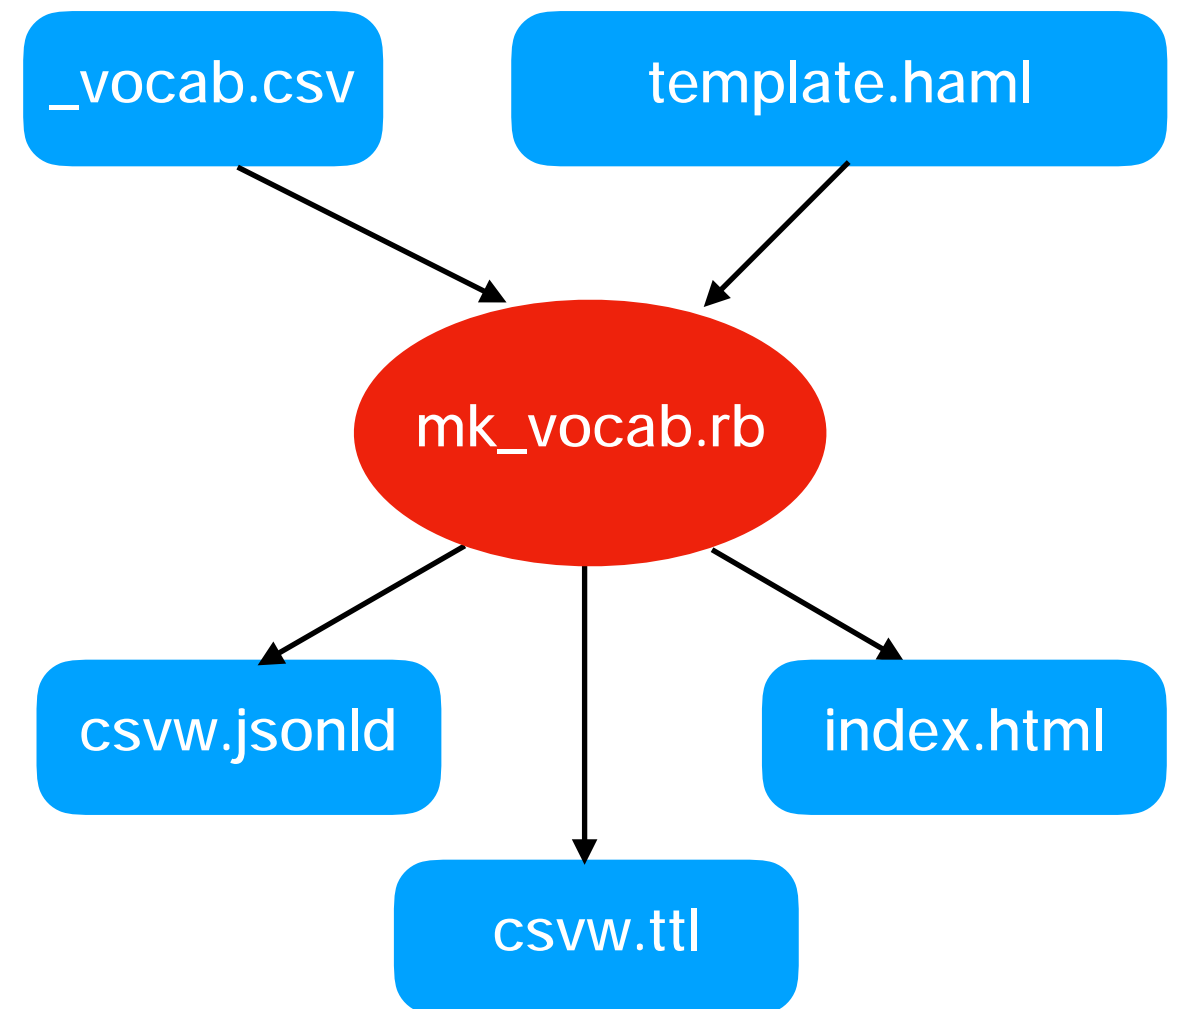 _vocab.csv
template.haml
mk_vocab.rb
csvw.jsonld
index.html
csvw.ttl